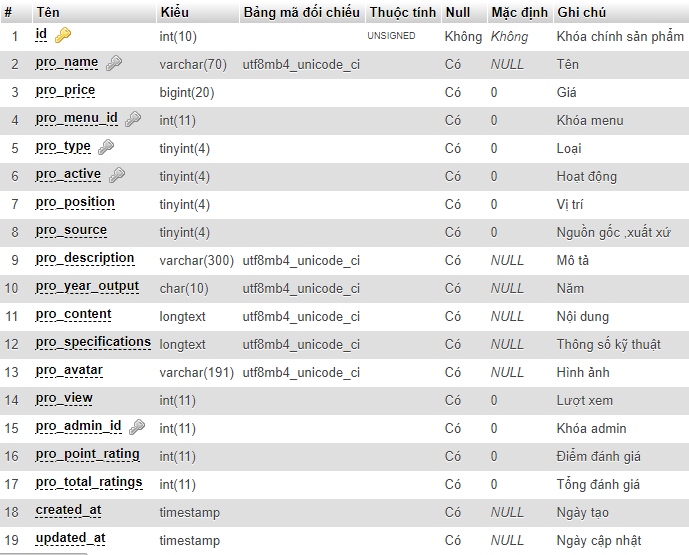 # Tên Kiểu Bảng mã đối chiếu Thuộc tính Null Mặc định Ghi chú
1 id int(10) UNSIGNED Không Không Khóa chính sản phẩm
2 pro_name varchar(70) utf8mb4_unicode_ci Có NULL Tên
3 pro_price bigint(20) Có 0 Giá
4 pro_menu_id int(11) Có 0 Khóa menu
5 pro_type tinyint(4) Có 0 Loại
6 pro_active tinyint(4) Có 0 Hoạt động
7 pro_position tinyint(4) Có 0 Vị trí
8 pro_source tinyint(4) Có 0 Nguồn gốc ,xuất xứ
9 pro_description varchar(300) utf8mb4_unicode_ci Có NULL Mô tả
10 pro_year_output char(10) utf8mb4_unicode_ci Có NULL Năm
11 pro_content longtext utf8mb4_unicode_ci Có NULL Nội dung
12 pro_specifications longtext utf8mb4_unicode_ci Có NULL Thông số kỹ thuật
13 pro_avatar varchar(191) utf8mb4_unicode_ci Có NULL Hình ảnh
14 pro_view int(11) Có 0 Lượt xem
15 pro_admin_id int(11) Có 0 Khóa admin
16 pro_point_rating int(11) Có 0 Điểm đánh giá
17 pro_total_ratings int(11) Có 0 Tổng đánh giá
18 created_at timestamp Có NULL Ngày tạo
19 updated_at timestamp Có NULL Ngày cập nhật